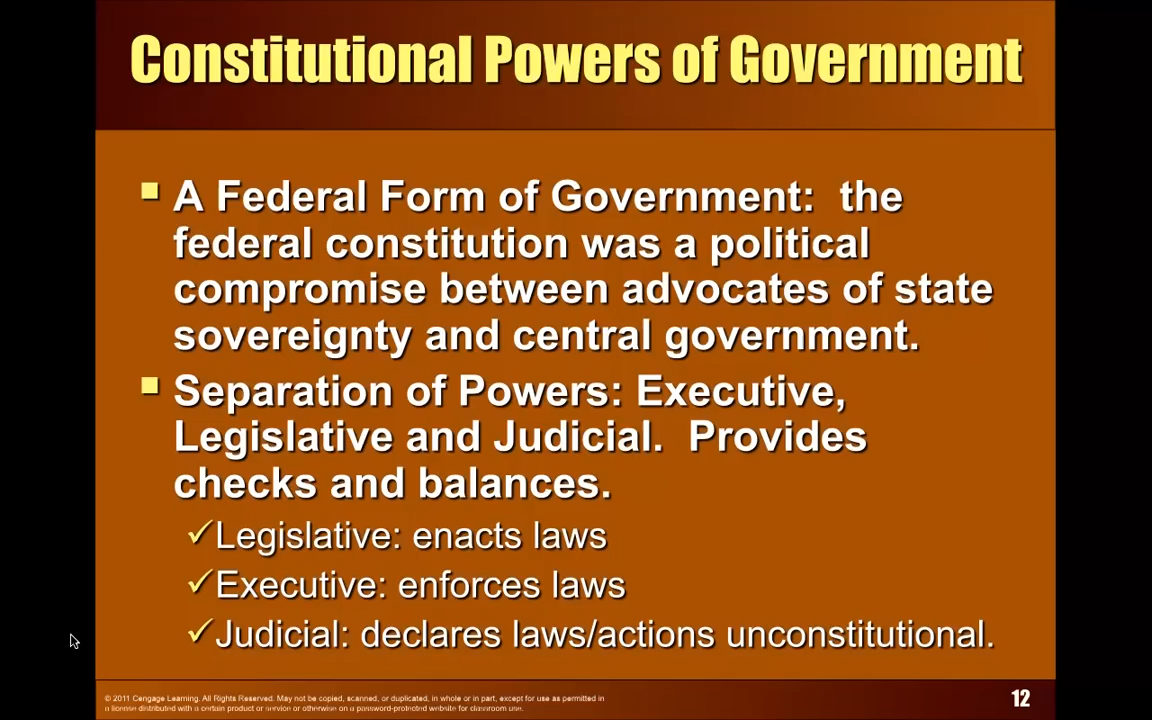 Constitutional Powers of Government
A Federal Form of Government:  the
federal constitution was a political
compromise between advocates of state
sovereignty and central government.
Separation of Powers: Executive,
Legislative and Judicial.  Provides
checks and balances.
Legislative: enacts laws
Executive: enforces laws
Judicial: declares laws/actions unconstitutional.
© 2011 Cengage Learning. All Rights Reserved. May not be copied, scanned, or duplicated, in whole or in part, except for use as permitted in
a license distributed with a certain product or service or otherwise on a password-protected website for classroom use.
12